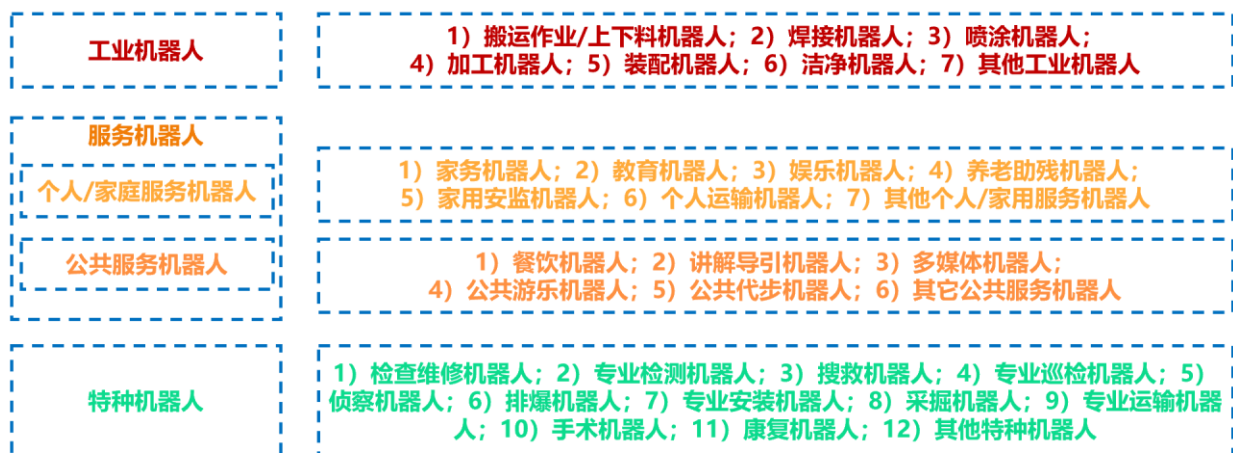 工业机器人
1）搬运作业/上下料机器人；2）焊接机器人；3）喷涂机器人；
4）加工机器人；5）装配机器人；6）洁净机器人；7）其他工业机器人
服务机器人
个人/家庭服务机器人
1）家务机器人；2）教育机器人；3）娱乐机器人；4）养老助残机器人；
5）家用安监机器人；6）个人运输机器人；7）其他个人/家用服务机器人
公共服务机器人
1）餐饮机器人；2）讲解导引机器人；3）多媒体机器人；
4）公共游乐机器人；5）公共代步机器人；6）其它公共服务机器人
特种机器人
1）检查维修机器人；2）专业检测机器人；3）搜救机器人；4）专业巡检机器人；5）
侦察机器人；6）排爆机器人；7）专业安装机器人；8）采掘机器人；9）专业运输机器
人；10）手术机器人；11）康复机器人；12）其他特种机器人